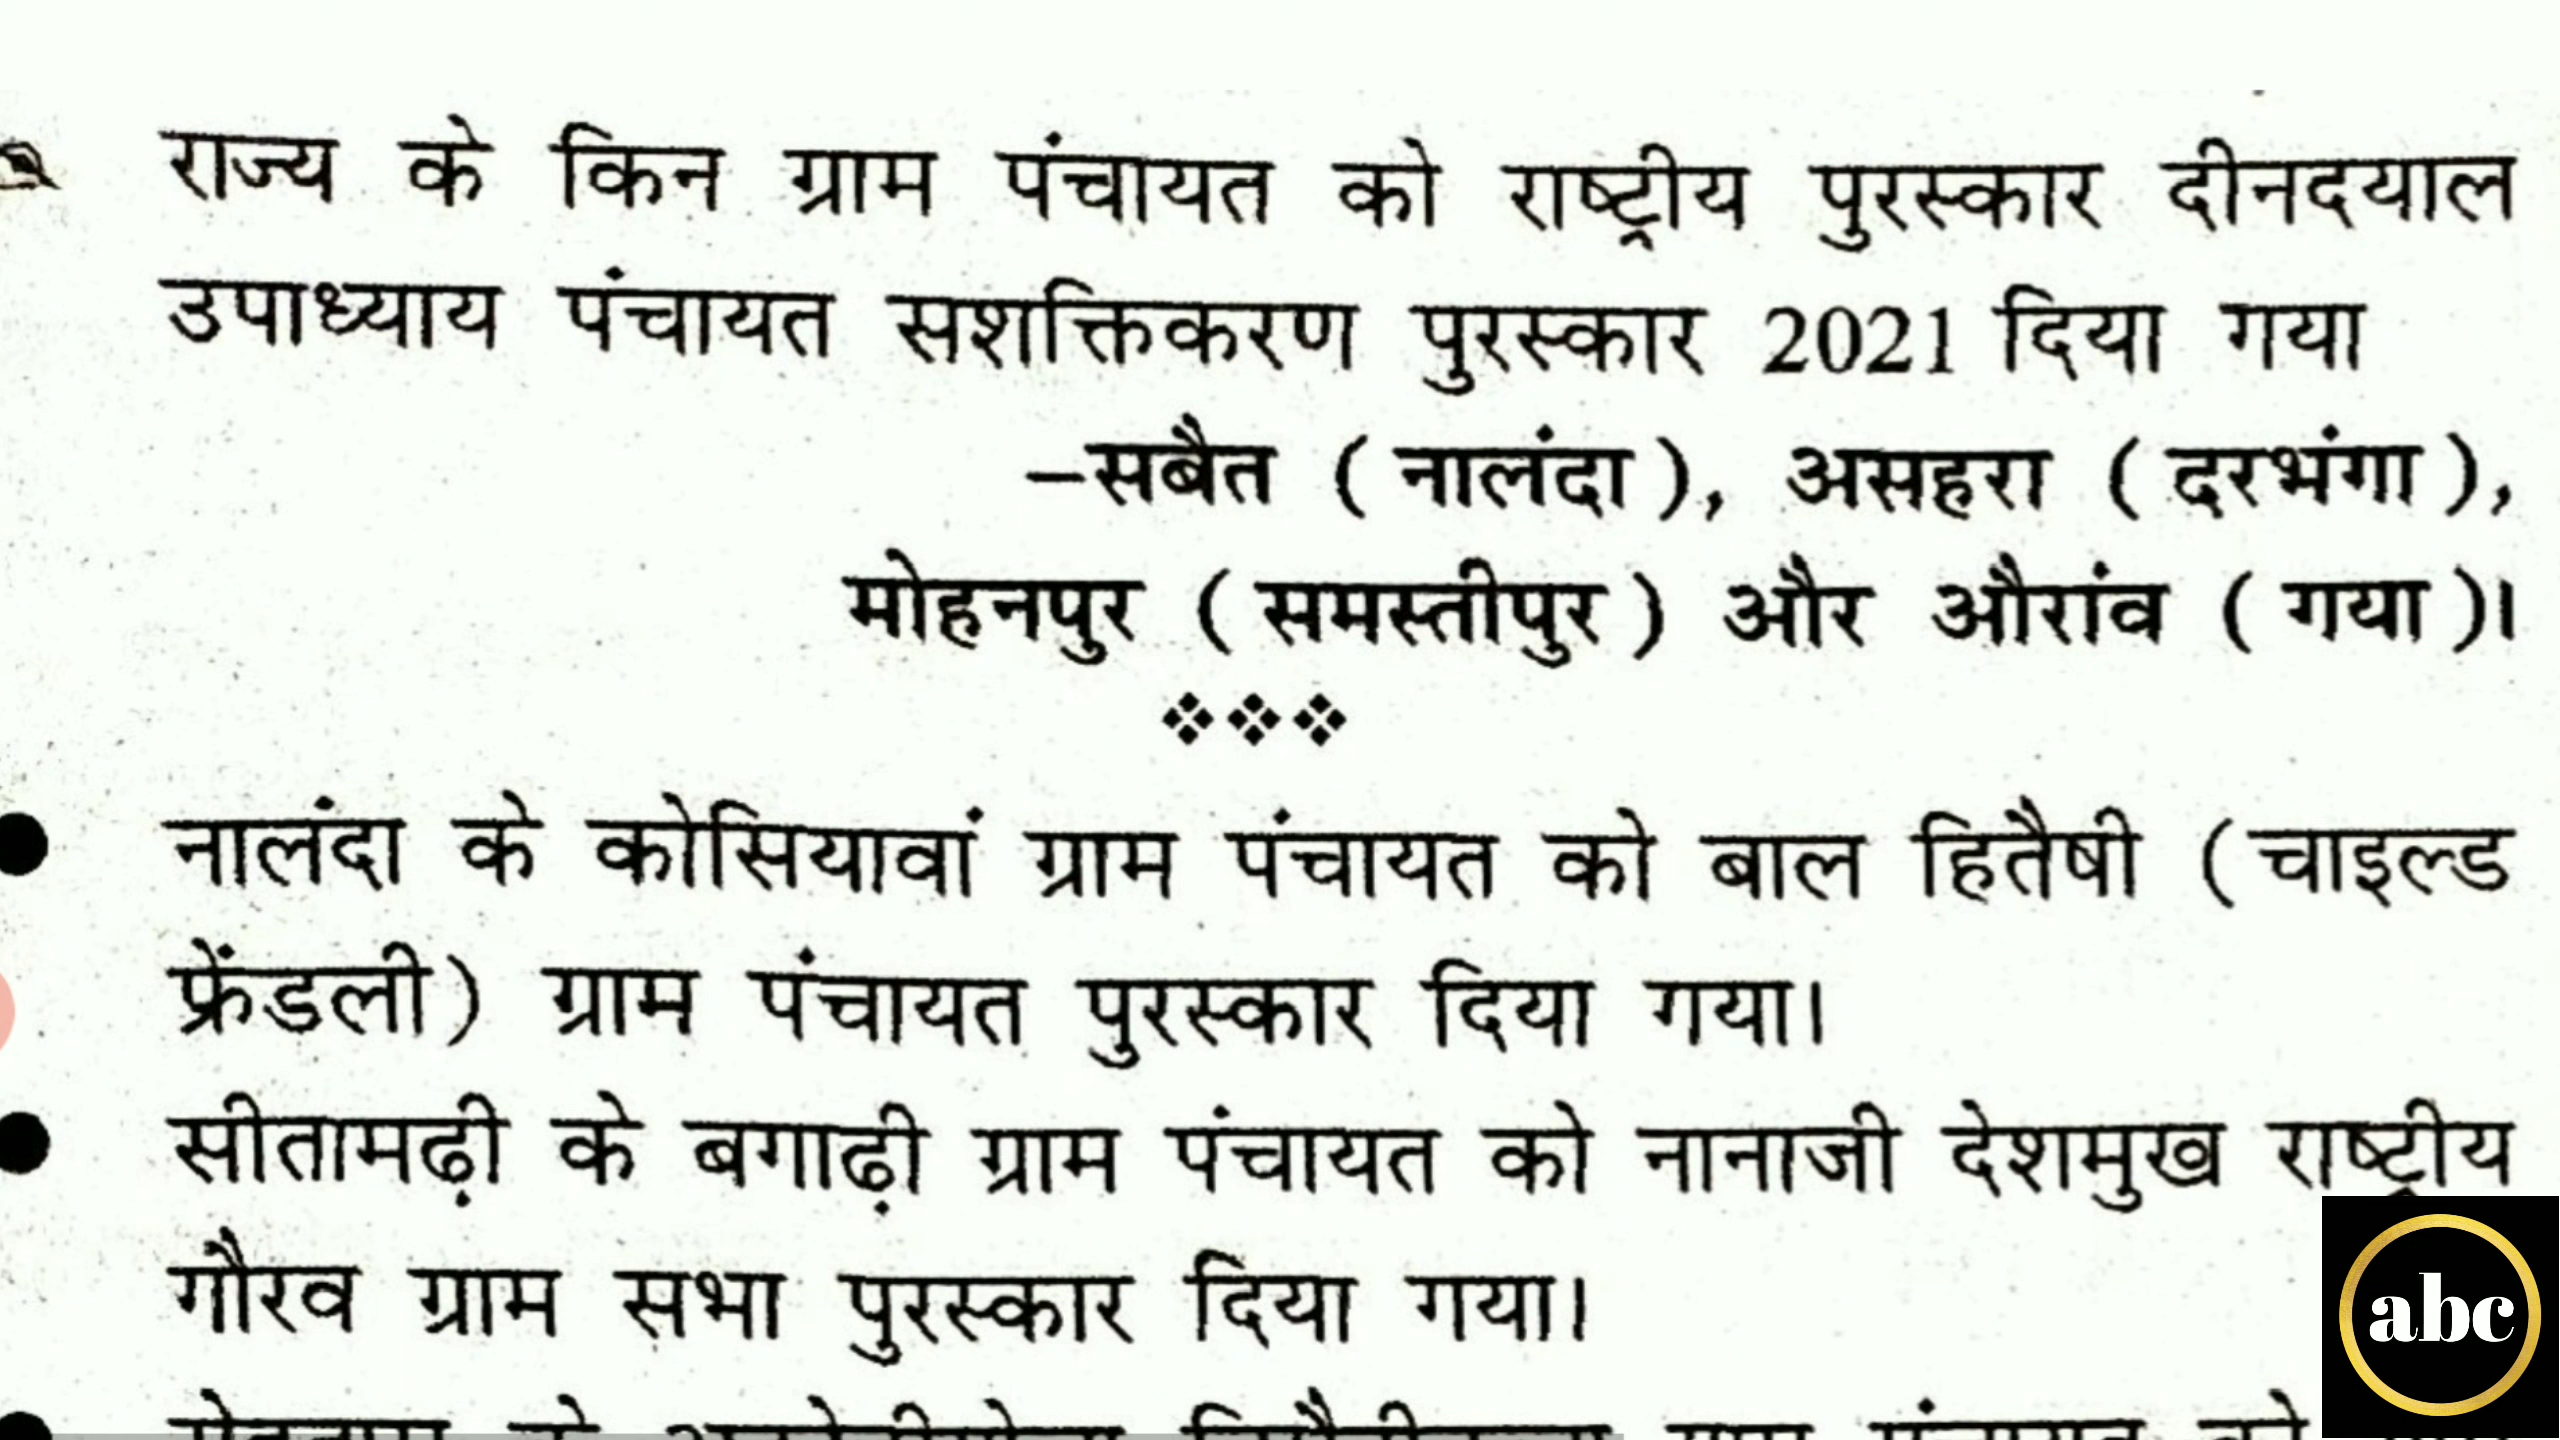 राज्य के किन ग्राम पंचायत को राष्ट्रीय पुरस्कार दीनदयाल
उपाध्याय पंचायत सशक्तिकरण पुरस्कार 2021 दिया गया
–सबैत (नालंदा), असहरा (दरभंगा),
मोहनपुर (समस्तीपुर) और औरांव (गया)।
❖❖❖
● नालंदा के कोसियावां ग्राम पंचायत को बाल हितैषी (चाइल्ड
फ्रेंडली) ग्राम पंचायत पुरस्कार दिया गया।
● सीतामढ़ी के बगाढ़ी ग्राम पंचायत को नानाजी देशमुख राष्ट्रीय
गौरव ग्राम सभा पुरस्कार दिया गया।
abc